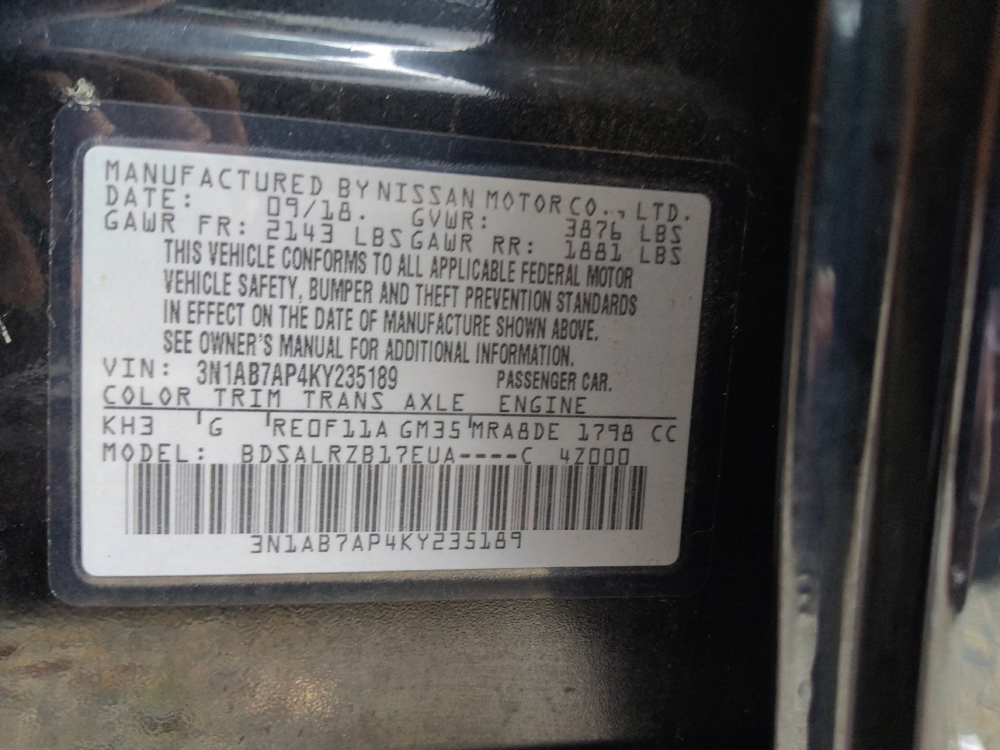 MANUFACTURED BY NISSAN MOTOR CO., LTD.
DATE: 09/18. GVWR: 3876 LBS
GAWR FR: 2143 LBS GAWR RR: 1881 LBS
THIS VEHICLE CONFORMS TO ALL APPLICABLE FEDERAL MOTOR
VEHICLE SAFETY, BUMPER AND THEFT PREVENTION STANDARDS
IN EFFECT ON THE DATE OF MANUFACTURE SHOWN ABOVE.
SEE OWNER'S MANUAL FOR ADDITIONAL INFORMATION.
VIN: 3N1AB7AP4KY235189 PASSENGER CAR.
COLOR TRIM TRANS AXLE ENGINE
KH3 G RE0F11A GM35 MRA8DE 1798 CC
MODEL: BDSALRZB17EUA----C 4Z000
3N1AB7AP4KY235189